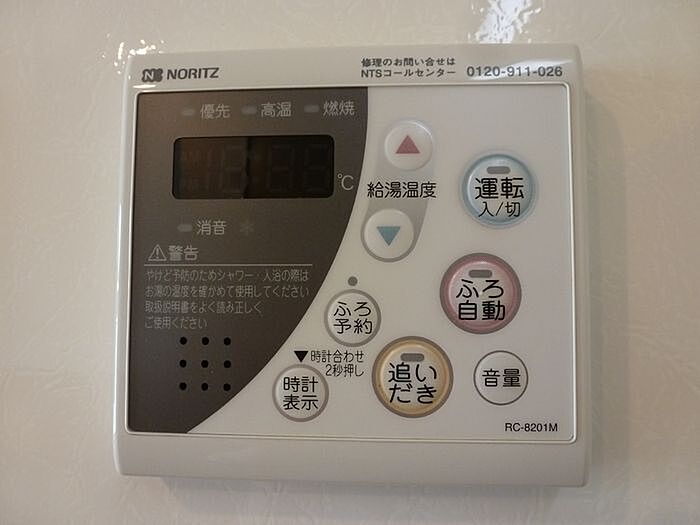 NORITZ
修理のお問い合せは
NTSコールセンター 0120-911-026
優先 高温 燃焼
℃
給湯温度
運転
入/切
消音
警告
やけど予防のためシャワー・入浴の際は
お湯の温度を確かめて使用してください
取扱説明書をよく読み正しく
ご使用ください
ふろ
自動
ふろ
予約
▼時計合わせ
2秒押し
時計
表示
追い
だき
音量
RC-8201M